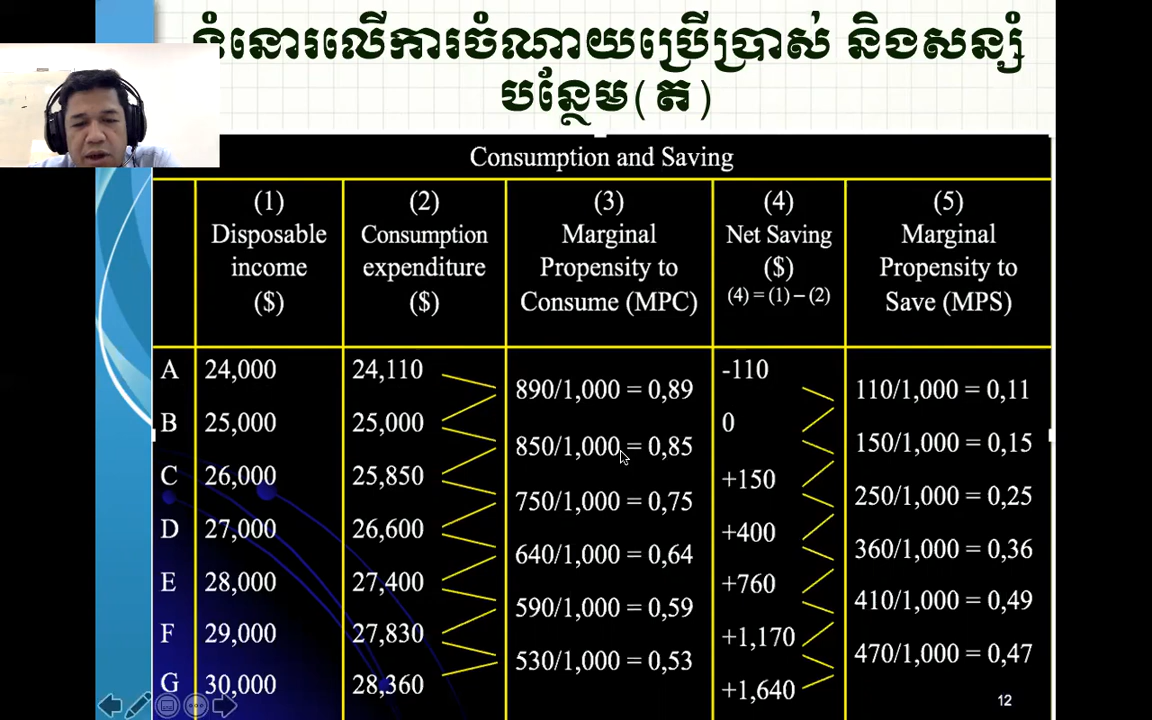 ទំនោរលើការចំណាយប្រើប្រាស់ និងសន្សំ
បន្ថែម(ត)
Consumption and Saving
(1) Disposable income ($) (2) Consumption expenditure ($) (3) Marginal Propensity to Consume (MPC) (4) Net Saving ($) (4) = (1) – (2) (5) Marginal Propensity to Save (MPS)
A 24,000 24,110 -110
890/1,000 = 0,89 110/1,000 = 0,11
B 25,000 25,000 0
850/1,000 = 0,85 150/1,000 = 0,15
C 26,000 25,850 +150
750/1,000 = 0,75 250/1,000 = 0,25
D 27,000 26,600 +400
640/1,000 = 0,64 360/1,000 = 0,36
E 28,000 27,400 +760
590/1,000 = 0,59 410/1,000 = 0,49
F 29,000 27,830 +1,170
530/1,000 = 0,53 470/1,000 = 0,47
G 30,000 28,360 +1,640
12